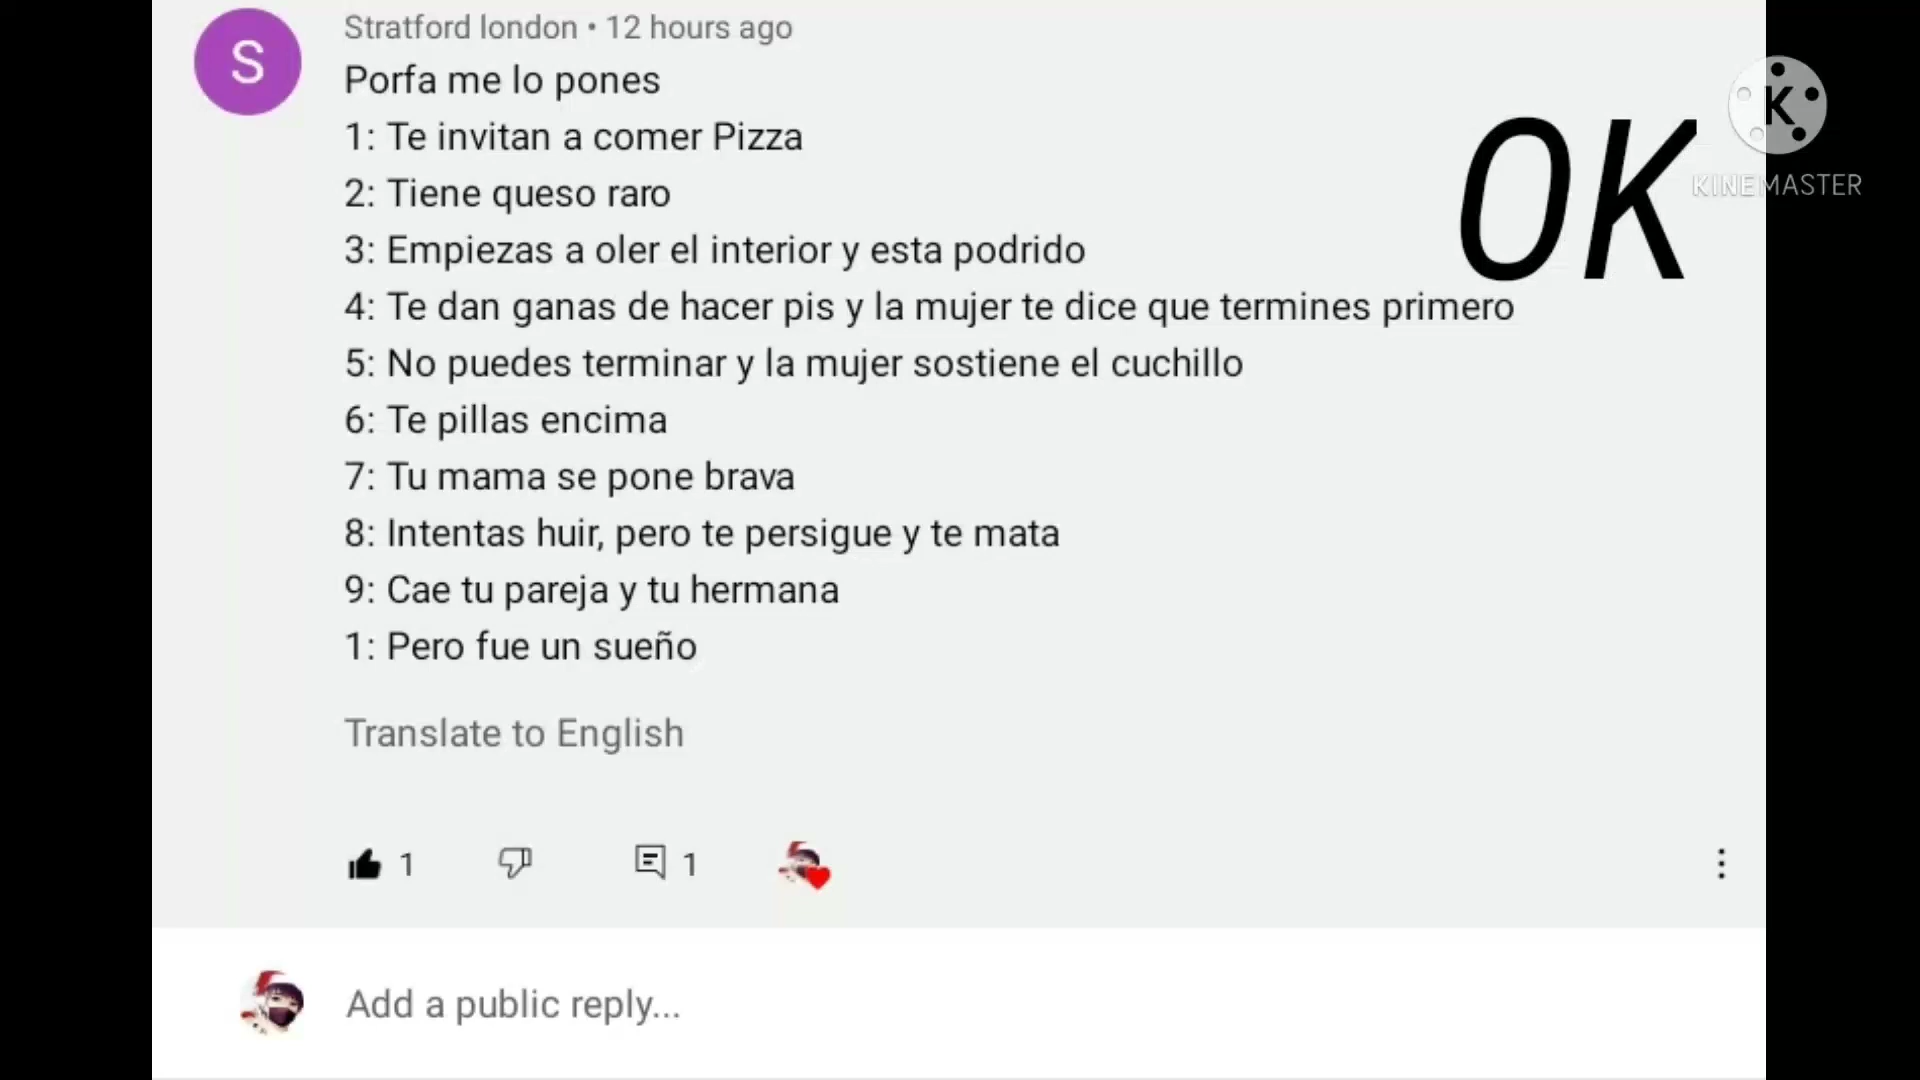 S
Stratford london • 12 hours ago
Porfa me lo pones
1: Te invitan a comer Pizza
2: Tiene queso raro
3: Empiezas a oler el interior y esta podrido
4: Te dan ganas de hacer pis y la mujer te dice que termines primero
5: No puedes terminar y la mujer sostiene el cuchillo
6: Te pillas encima
7: Tu mama se pone brava
8: Intentas huir, pero te persigue y te mata
9: Cae tu pareja y tu hermana
1: Pero fue un sueño
Translate to English
1 1
Add a public reply...
OK
K
KINEMASTER